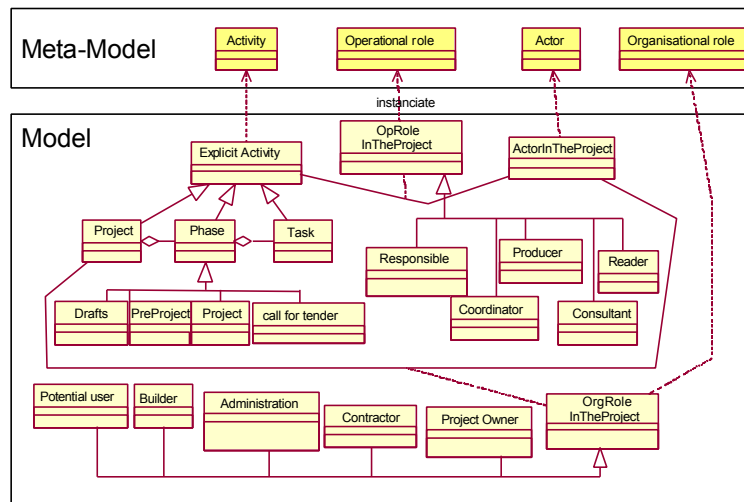 Meta-Model
Activity
Operational role
Actor
Organisational role
instanciate
Model
OpRole
InTheProject
Explicit Activity
ActorInTheProject
Project
Phase
Task
Responsible
Producer
Reader
Coordinator
Consultant
Drafts
PreProject
Project
call for tender
Potential user
Builder
Administration
Contractor
Project Owner
OrgRole
InTheProject